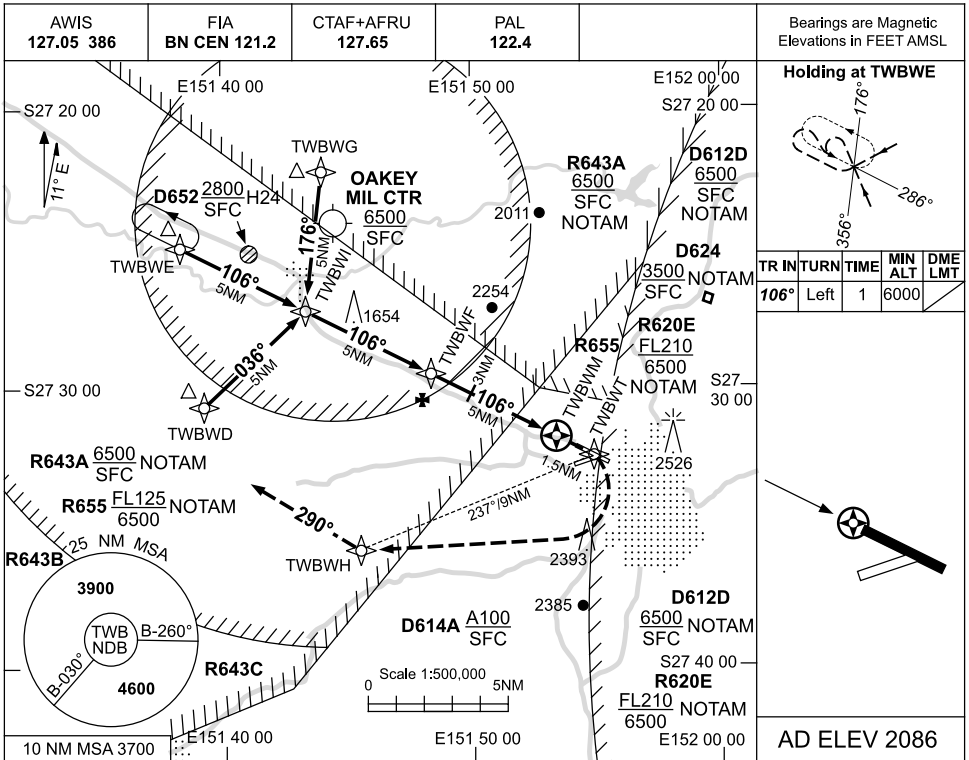 AWIS
127.05 386
FIA
BN CEN 121.2
CTAF+AFRU
127.65
PAL
122.4
Bearings are Magnetic
Elevations in FEET AMSL
E151 40 00
E151 50 00
E152 00 00
S27 20 00
S27 20 00
11° E
TWBWG
OAKEY
MIL CTR
6500
SFC
D652 2800 H24
SFC
TWBWE
106°
5NM
176°
5NM
TWBWI
1654
106°
5NM
TWBWF
036°
5NM
TWBWD
2011
2254
R643A
6500
SFC
NOTAM
D612D
6500
SFC
NOTAM
D624
3500 NOTAM
SFC
R620E
R655 FL210
6500
NOTAM
S27 30 00
S27
30 00
3NM
106°
5NM
TWBWM
TWBWT
1.5NM
2526
R643A 6500 NOTAM
SFC
R655 FL125 NOTAM
6500
290°
TWBWH
237°/9NM
2393
2385
R643B
25 NM MSA
3900
TWB
NDB
B-260°
B-030°
4600
R643C
D614A A100
SFC
Scale 1:500,000
0 5NM
D612D
6500 NOTAM
SFC
S27 40 00
R620E
FL210 NOTAM
6500
10 NM MSA 3700
E151 40 00
E151 50 00
E152 00 00
Holding at TWBWE
176°
286°
356°
TR IN TURN TIME MIN ALT DME LMT
106° Left 1 6000
AD ELEV 2086